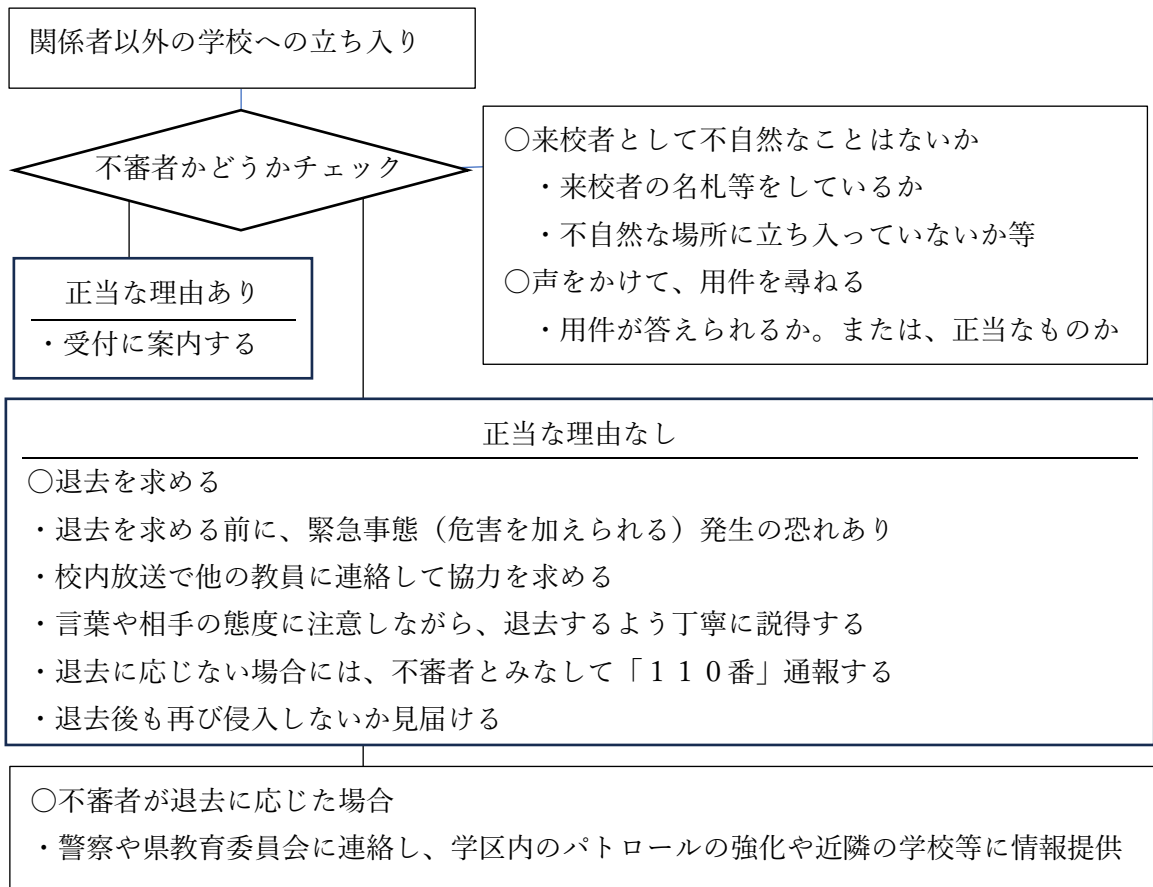 関係者以外の学校への立ち入り
不審者かどうかチェック
○来校者として不自然なことはないか
・来校者の名札等をしているか
・不自然な場所に立ち入っていないか等
○声をかけて、用件を尋ねる
・用件が答えられるか。または、正当なものか
正当な理由あり
・受付に案内する
正当な理由なし
○退去を求める
・退去を求める前に、緊急事態（危害を加えられる）発生の恐れあり
・校内放送で他の教員に連絡して協力を求める
・言葉や相手の態度に注意しながら、退去するよう丁寧に説得する
・退去に応じない場合には、不審者とみなして「１１０番」通報する
・退去後も再び侵入しないか見届ける
○不審者が退去に応じた場合
・警察や県教育委員会に連絡し、学区内のパトロールの強化や近隣の学校等に情報提供